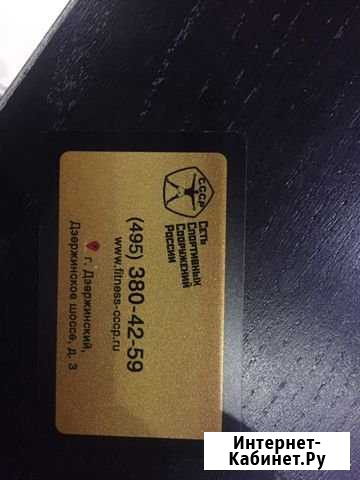 СССР
Сеть
Спортивных
Сооружений
России
(495) 380-42-59
www.fitness-cccp.ru
г. Дзержинский,
Дзержинское шоссе, д. 3
Интернет-
Кабинет.Ру